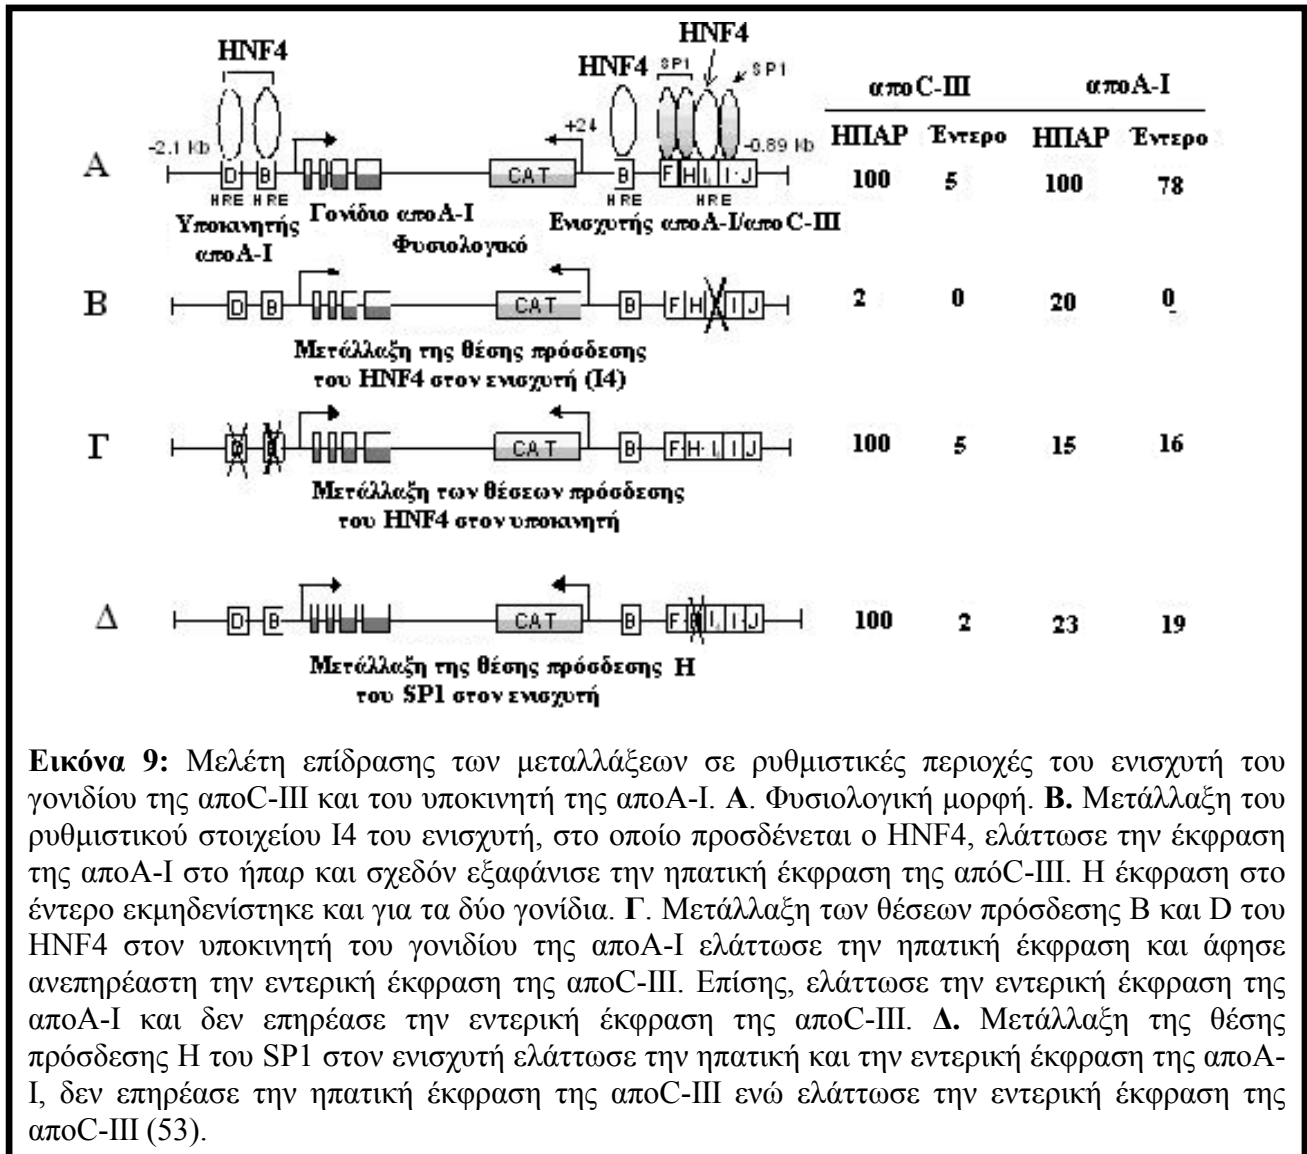 HNF4
HNF4
HNF4
SP1
SP1
αποC-III
αποA-I
ΗΠΑΡ Έντερο ΗΠΑΡ Έντερο
-2.1 kb
+24
-0.89 kb
A
D B
CAT
B
F H I₄ I J
100 5 100 78
HRE HRE
HRE HRE
Υποκινητής
αποA-I
Γονίδιο αποA-I
Φυσιολογικό
Ενισχυτής αποA-I/αποC-III
B
D B
CAT
B
F H I J
2 0 20 0
Μετάλλαξη της θέσης πρόσδεσης
του HNF4 στον ενισχυτή (I4)
Γ
CAT
B
F H I₄ I J
100 5 15 16
Μετάλλαξη των θέσεων πρόσδεσης
του HNF4 στον υποκινητή
Δ
D B
CAT
B
F I₄ I J
100 2 23 19
Μετάλλαξη της θέσης πρόσδεσης H
του SP1 στον ενισχυτή
Εικόνα 9: Μελέτη επίδρασης των μεταλλάξεων σε ρυθμιστικές περιοχές του ενισχυτή του
γονιδίου της αποC-III και του υποκινητή της αποA-I. Α. Φυσιολογική μορφή. Β. Μετάλλαξη του
ρυθμιστικού στοιχείου I4 του ενισχυτή, στο οποίο προσδένεται ο HNF4, ελάττωσε την έκφραση
της αποA-I στο ήπαρ και σχεδόν εξαφάνισε την ηπατική έκφραση της απόC-III. Η έκφραση στο
έντερο εκμηδενίστηκε και για τα δύο γονίδια. Γ. Μετάλλαξη των θέσεων πρόσδεσης B και D του
HNF4 στον υποκινητή του γονιδίου της αποA-I ελάττωσε την ηπατική έκφραση και άφησε
ανεπηρέαστη την εντερική έκφραση της αποC-III. Επίσης, ελάττωσε την εντερική έκφραση της
αποA-I και δεν επηρέασε την εντερική έκφραση της αποC-III. Δ. Μετάλλαξη της θέσης
πρόσδεσης H του SP1 στον ενισχυτή ελάττωσε την ηπατική και την εντερική έκφραση της αποA-
I, δεν επηρέασε την ηπατική έκφραση της αποC-III ενώ ελάττωσε την εντερική έκφραση της
αποC-III (53).